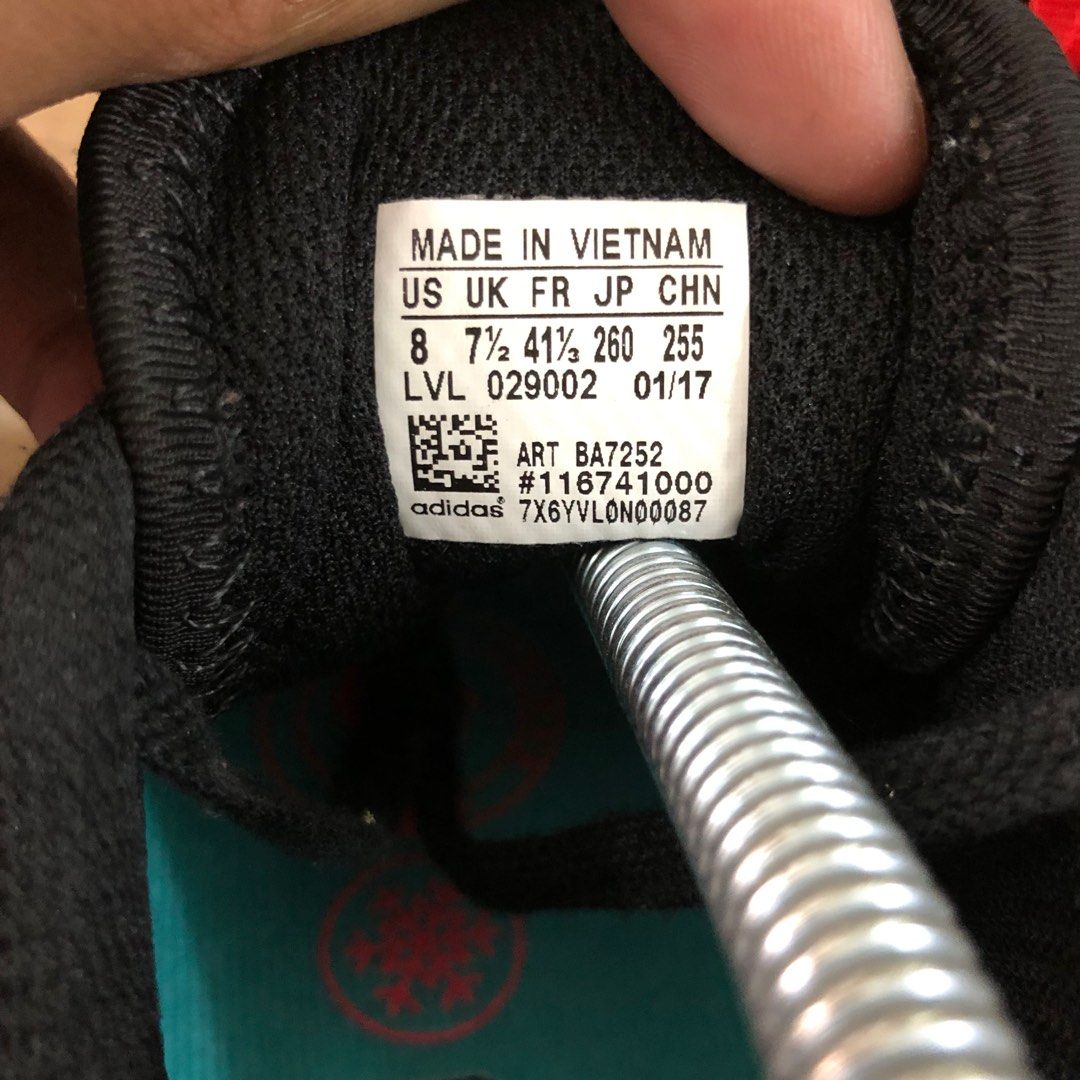 MADE IN VIETNAM
US UK FR JP CHN
8 7½ 41⅓ 260 255
LVL 029002 01/17
ART BA7252
#116741000
adidas® 7X6YVL0N00087